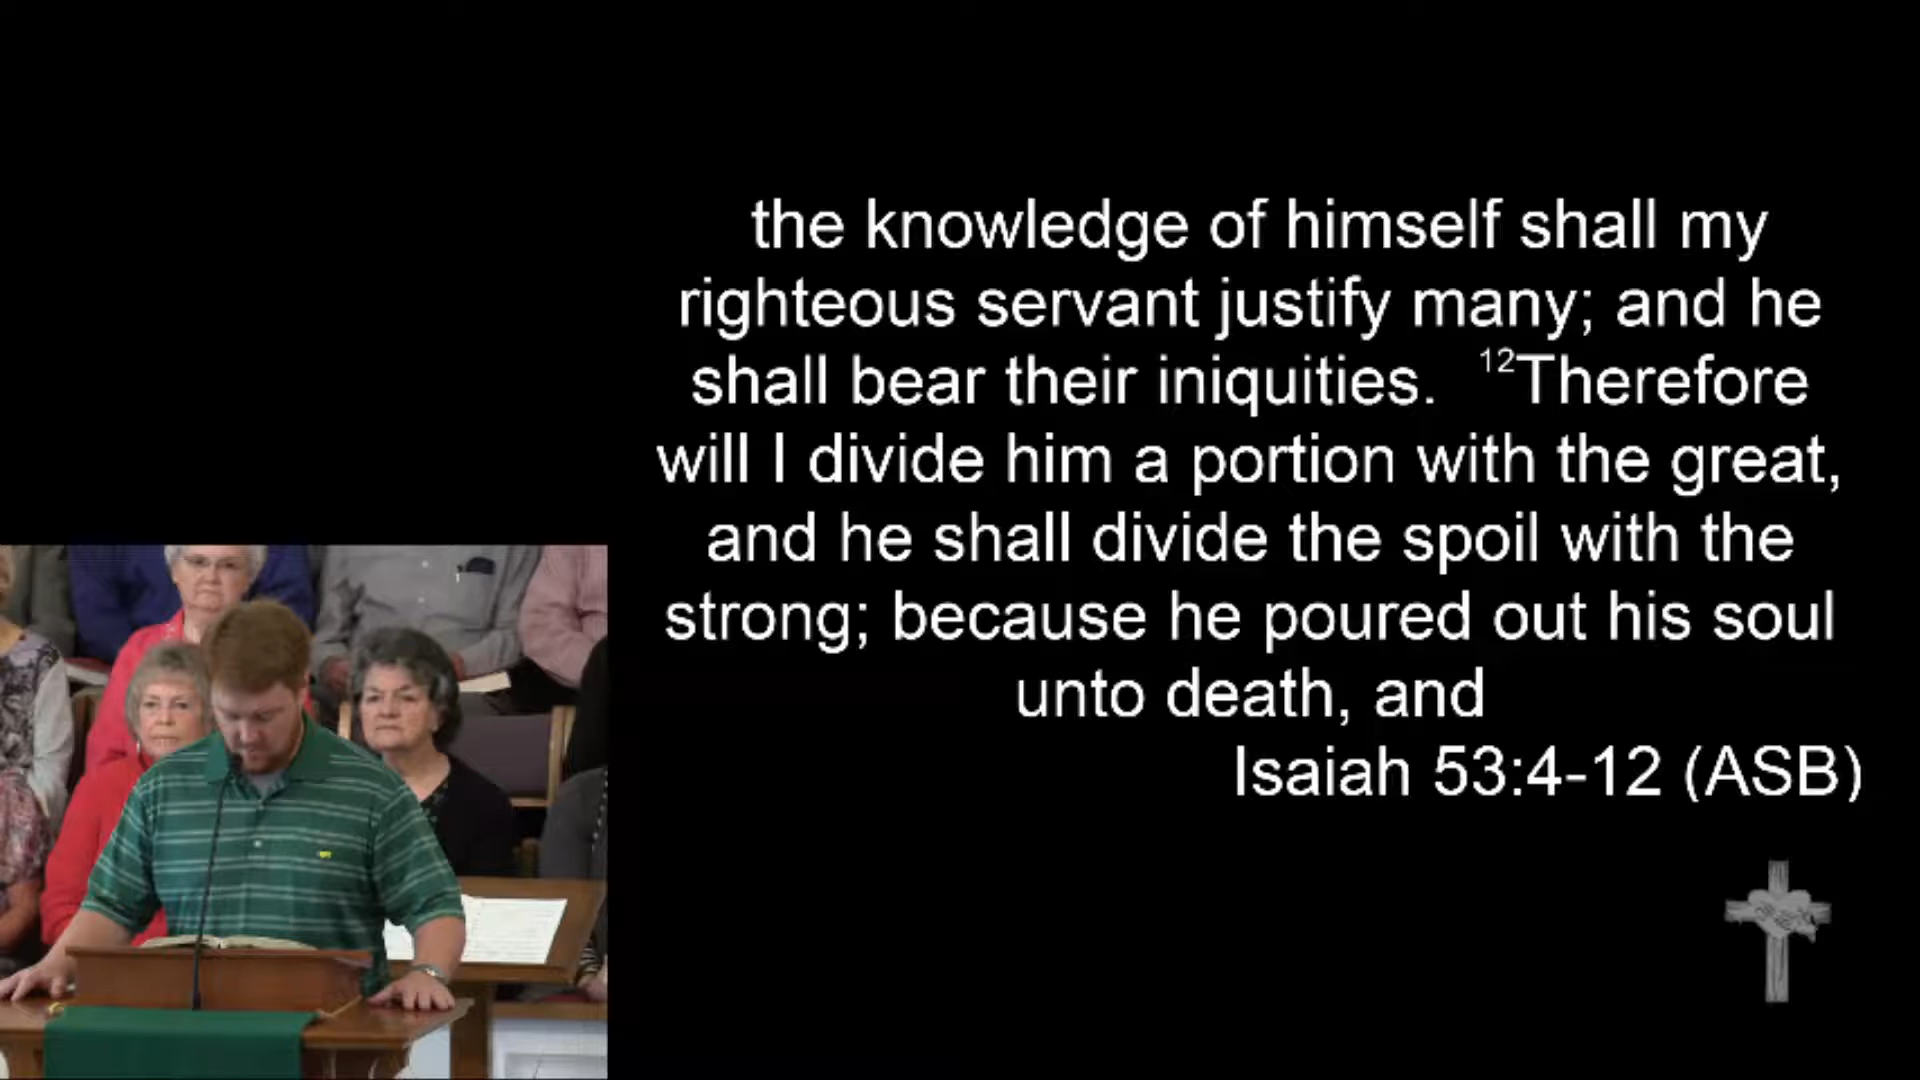 the knowledge of himself shall my
righteous servant justify many; and he
shall bear their iniquities. 12Therefore
will I divide him a portion with the great,
and he shall divide the spoil with the
strong; because he poured out his soul
unto death, and
Isaiah 53:4-12 (ASB)